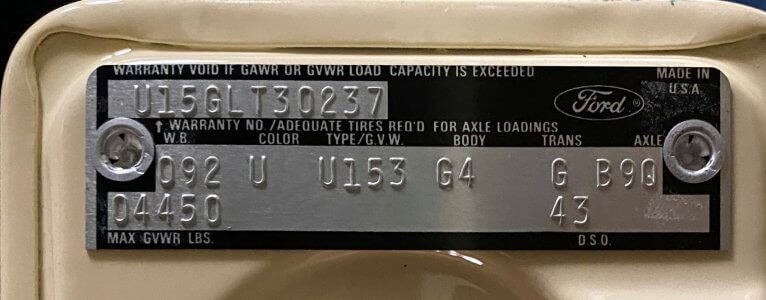 WARRANTY VOID IF GAWR OR GVWR LOAD CAPACITY IS EXCEEDED
MADE IN
U.S.A.
U15GLT30237
Ford ®
↑ WARRANTY NO./ADEQUATE TIRES REQ'D FOR AXLE LOADINGS
W.B. COLOR TYPE/G.V.W. BODY TRANS AXLE
092 U U153 G4 G B9Q
04450 43
MAX GVWR LBS. D.S.O.